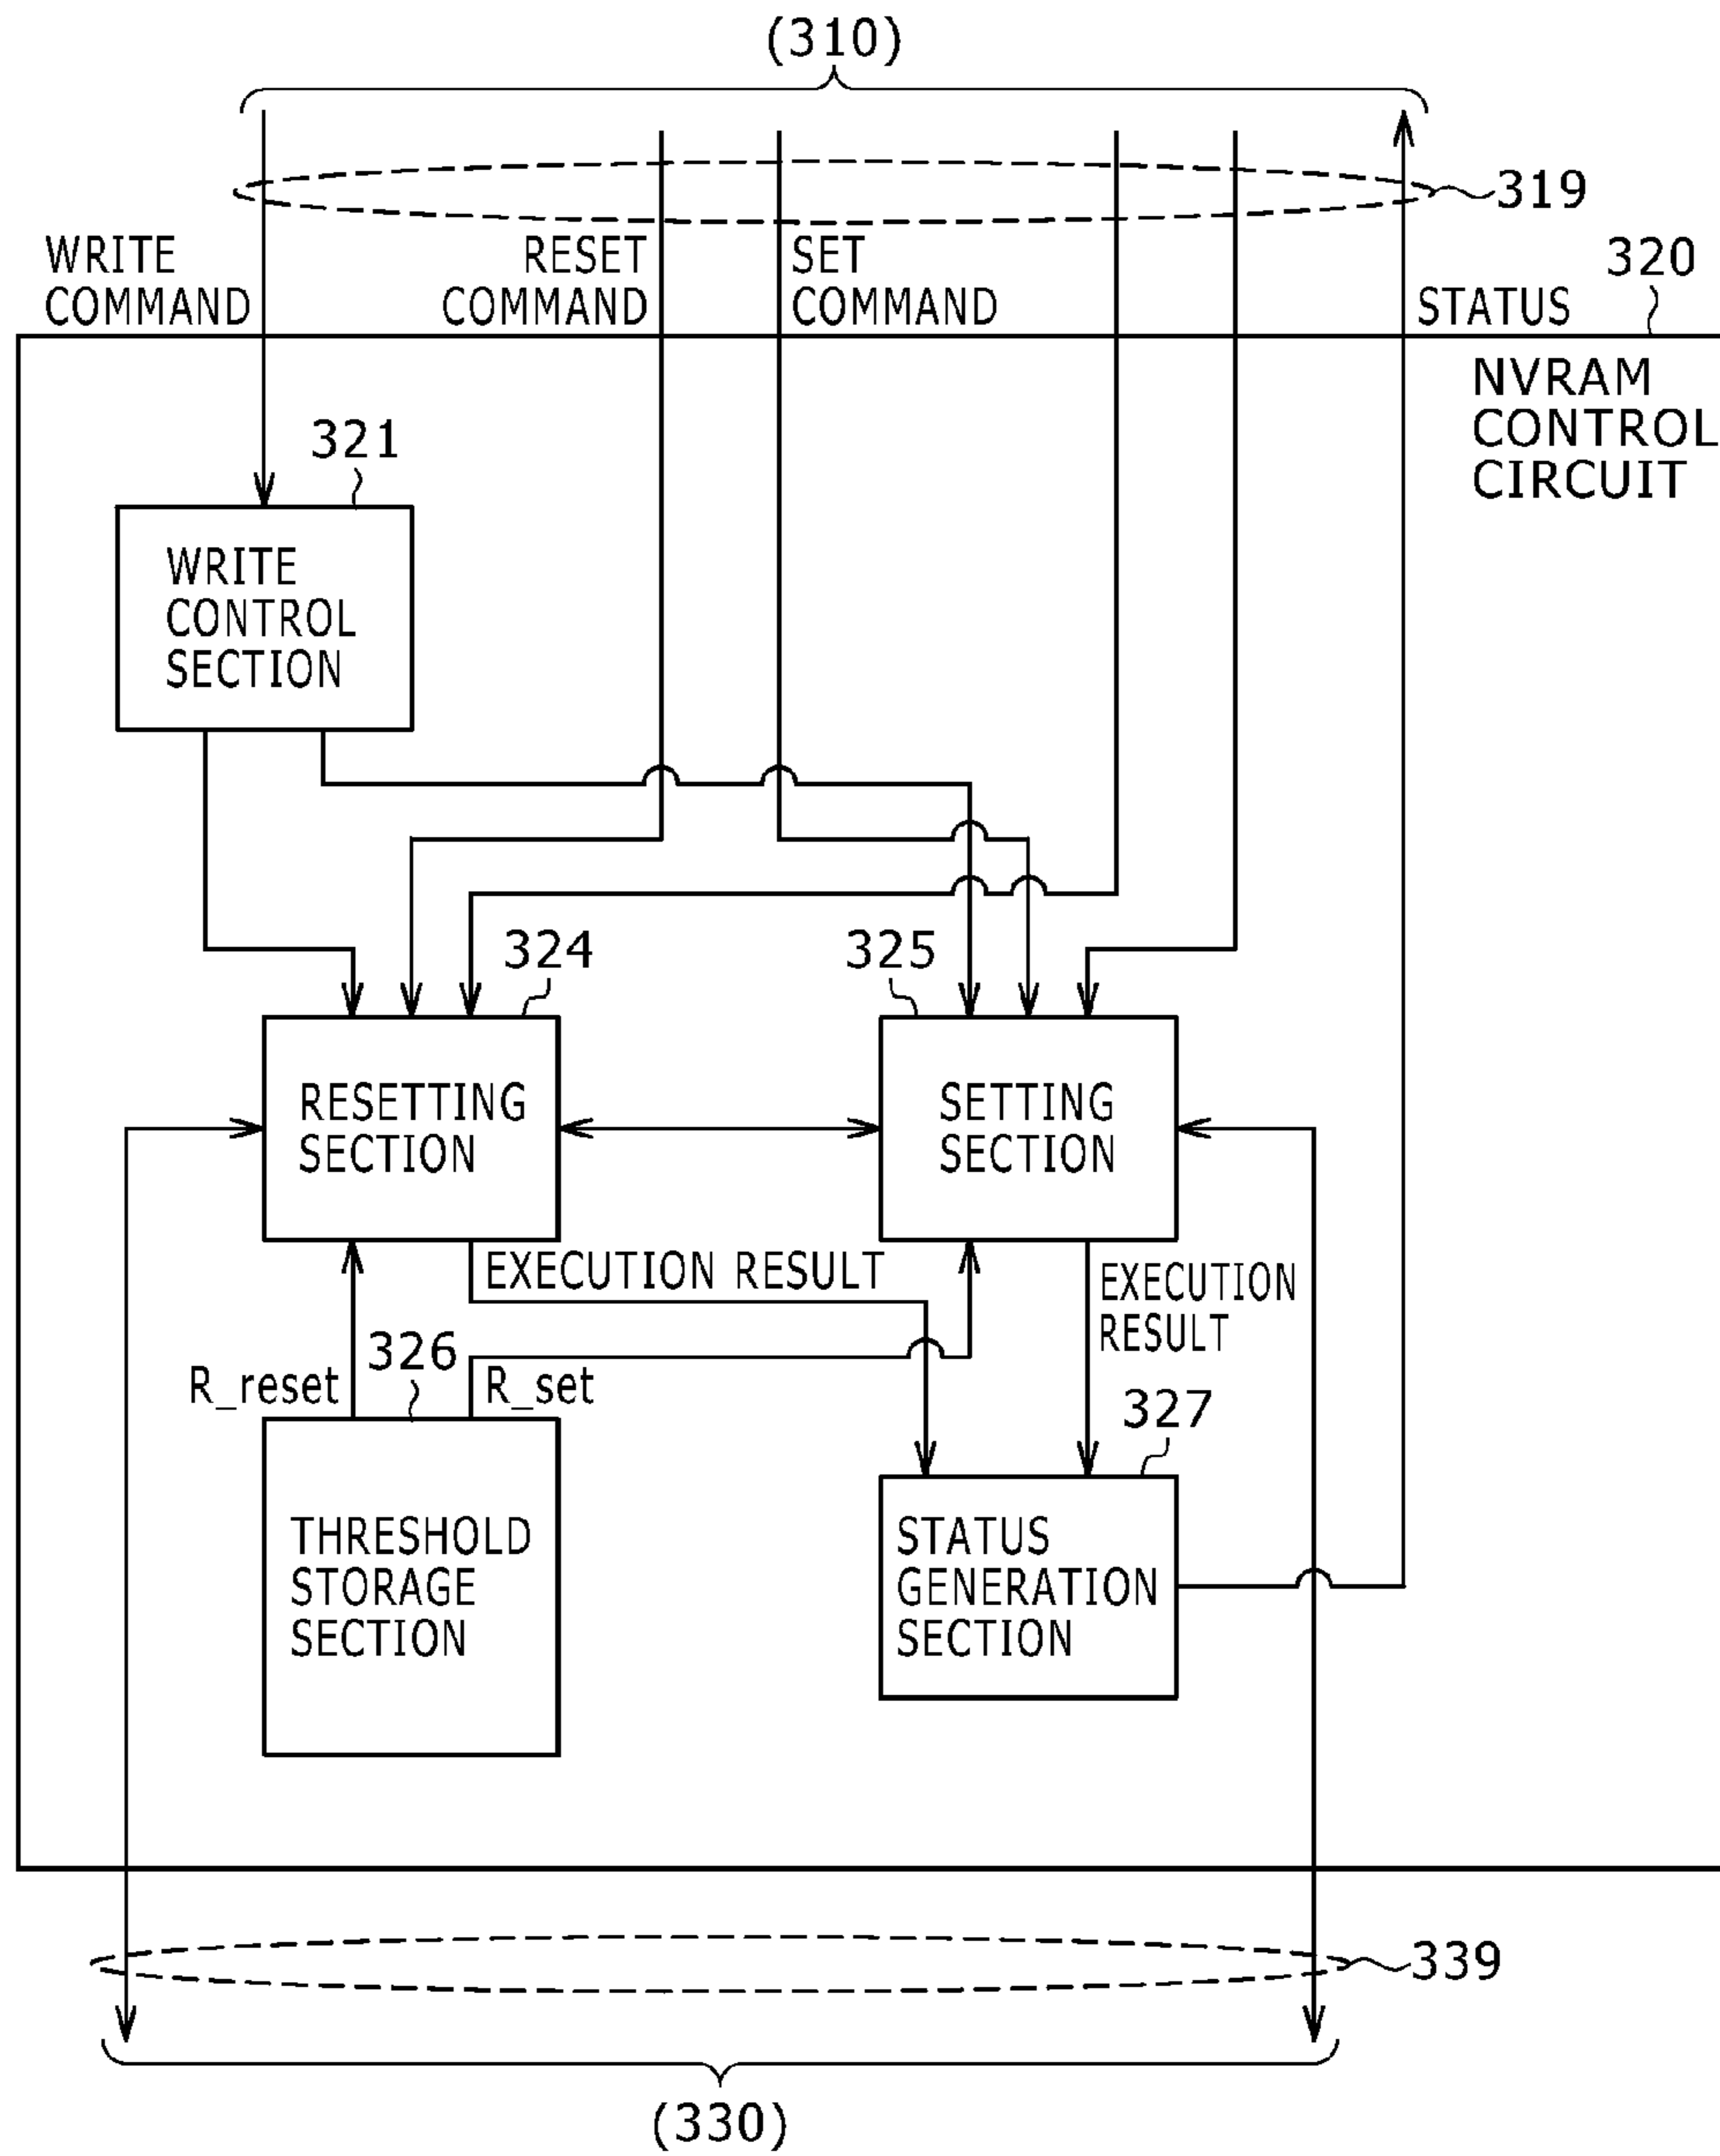 (310)
319
WRITE
COMMAND
RESET
COMMAND
SET
COMMAND
STATUS
320
NVRAM
CONTROL
CIRCUIT
321
WRITE
CONTROL
SECTION
324
325
RESETTING
SECTION
SETTING
SECTION
EXECUTION RESULT
EXECUTION
RESULT
326
R_reset
R_set
327
THRESHOLD
STORAGE
SECTION
STATUS
GENERATION
SECTION
339
(330)